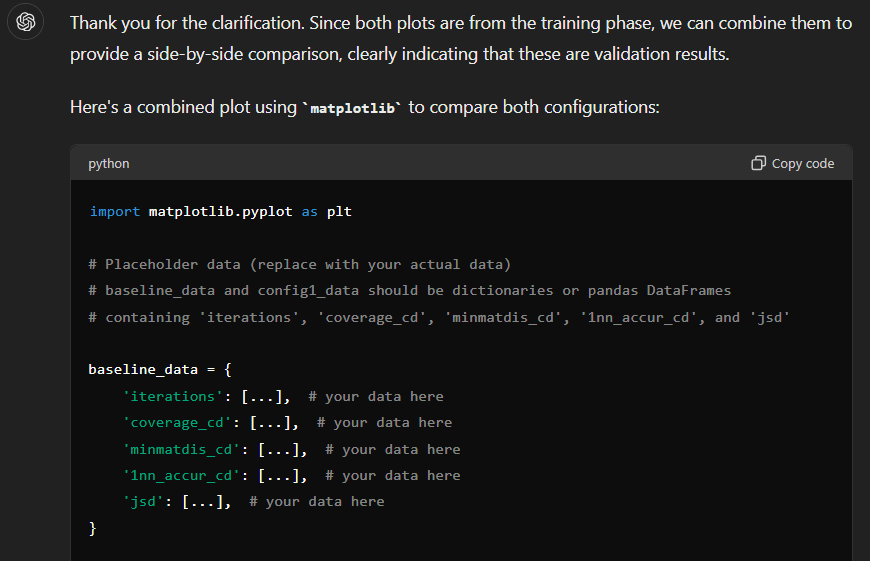 Thank you for the clarification. Since both plots are from the training phase, we can combine them to
provide a side-by-side comparison, clearly indicating that these are validation results.
Here's a combined plot using `matplotlib` to compare both configurations:
python
Copy code
import matplotlib.pyplot as plt
# Placeholder data (replace with your actual data)
# baseline_data and config1_data should be dictionaries or pandas DataFrames
# containing 'iterations', 'coverage_cd', 'minmatdis_cd', '1nn_accur_cd', and 'jsd'
baseline_data = {
    'iterations': [...],  # your data here
    'coverage_cd': [...],  # your data here
    'minmatdis_cd': [...],  # your data here
    '1nn_accur_cd': [...],  # your data here
    'jsd': [...],  # your data here
}